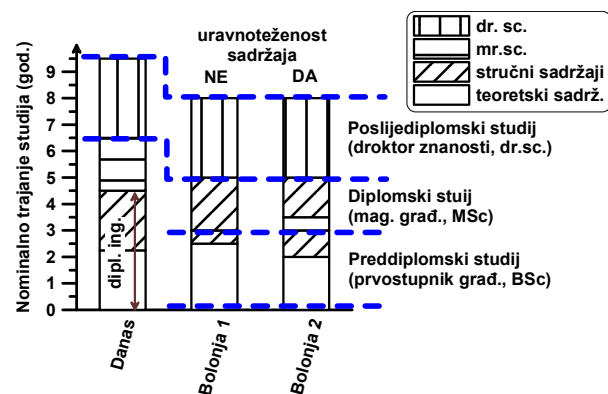 uravnoteženost
sadržaja
NE DA
dr. sc.
mr.sc.
stručni sadržaji
teoretski sadrž.
Nominalno trajanje studija (god.)
9
8
7
6
5
4
3
2
1
0
dipl. ing.
Poslijediplomski studij
(droktor znanosti, dr.sc.)
Diplomski stuij
(mag. građ., MSc)
Preddiplomski studij
(prvostupnik građ., BSc)
Danas
Bolonja 1
Bolonja 2